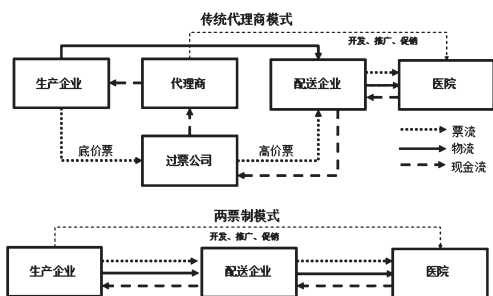 传统代理商模式
开发、推广、促销
生产企业
代理商
配送企业
医院
底价票
过票公司
高价票
票流
物流
现金流
两票制模式
开发、推广、促销
生产企业
配送企业
医院